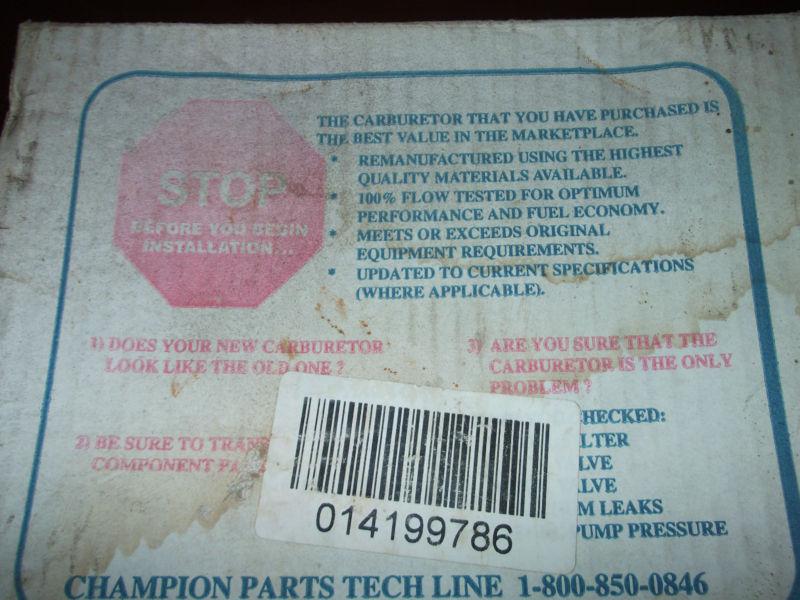 THE CARBURETOR THAT YOU HAVE PURCHASED IS
THE BEST VALUE IN THE MARKETPLACE.
* REMANUFACTURED USING THE HIGHEST
QUALITY MATERIALS AVAILABLE.
* 100% FLOW TESTED FOR OPTIMUM
PERFORMANCE AND FUEL ECONOMY.
* MEETS OR EXCEEDS ORIGINAL
EQUIPMENT REQUIREMENTS.
* UPDATED TO CURRENT SPECIFICATIONS
(WHERE APPLICABLE).
STOP
BEFORE YOU BEGIN
INSTALLATION...
1) DOES YOUR NEW CARBURETOR
LOOK LIKE THE OLD ONE ?
2) BE SURE TO
COMPONENT
3) ARE YOU SURE THAT THE
CARBURETOR IS THE ONLY
PROBLEM ?
CHECKED:
LTER
LVE
LVE
M LEAKS
PUMP PRESSURE
014199786
CHAMPION PARTS TECH LINE 1-800-850-0846